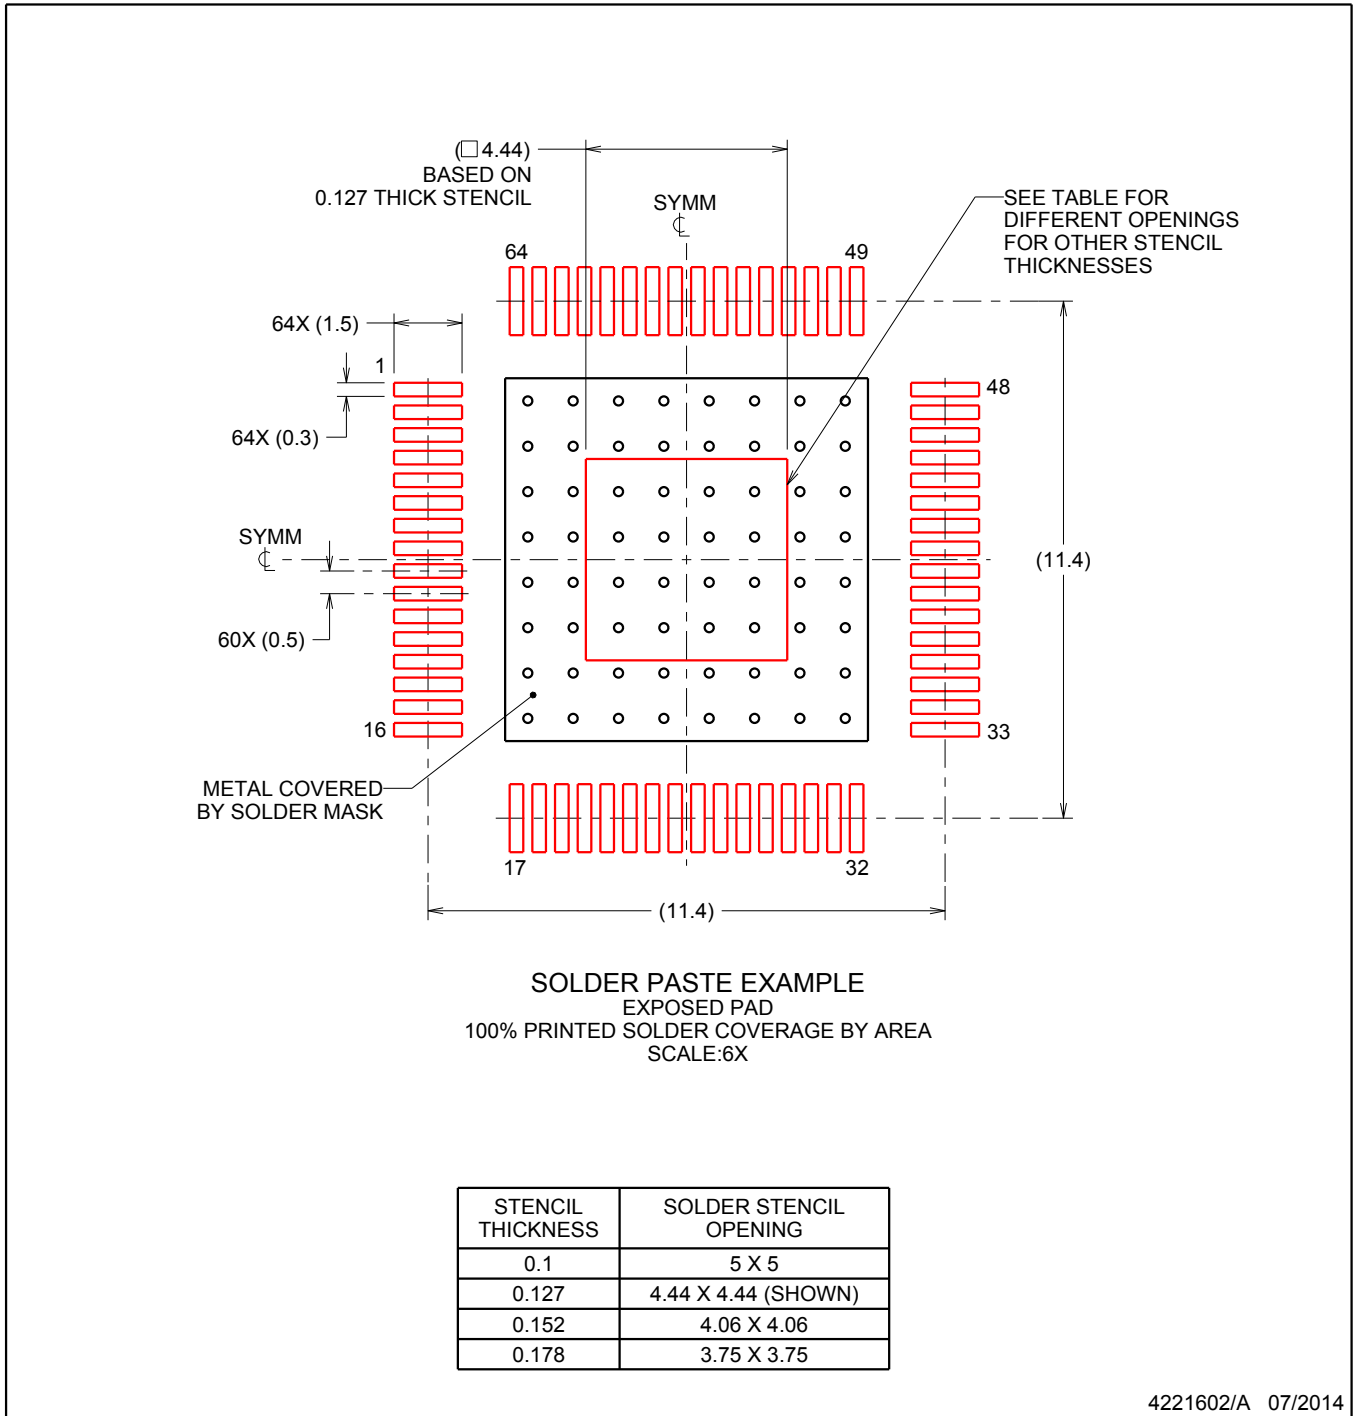 (□4.44)
BASED ON
0.127 THICK STENCIL
SYMM
℄
SEE TABLE FOR
DIFFERENT OPENINGS
FOR OTHER STENCIL
THICKNESSES
64
49
64X (1.5)
1
48
64X (0.3)
SYMM
℄
(11.4)
60X (0.5)
16
33
METAL COVERED
BY SOLDER MASK
17
32
(11.4)
SOLDER PASTE EXAMPLE
EXPOSED PAD
100% PRINTED SOLDER COVERAGE BY AREA
SCALE:6X
STENCIL
THICKNESS
SOLDER STENCIL
OPENING
0.1
5 X 5
0.127
4.44 X 4.44 (SHOWN)
0.152
4.06 X 4.06
0.178
3.75 X 3.75
4221602/A 07/2014